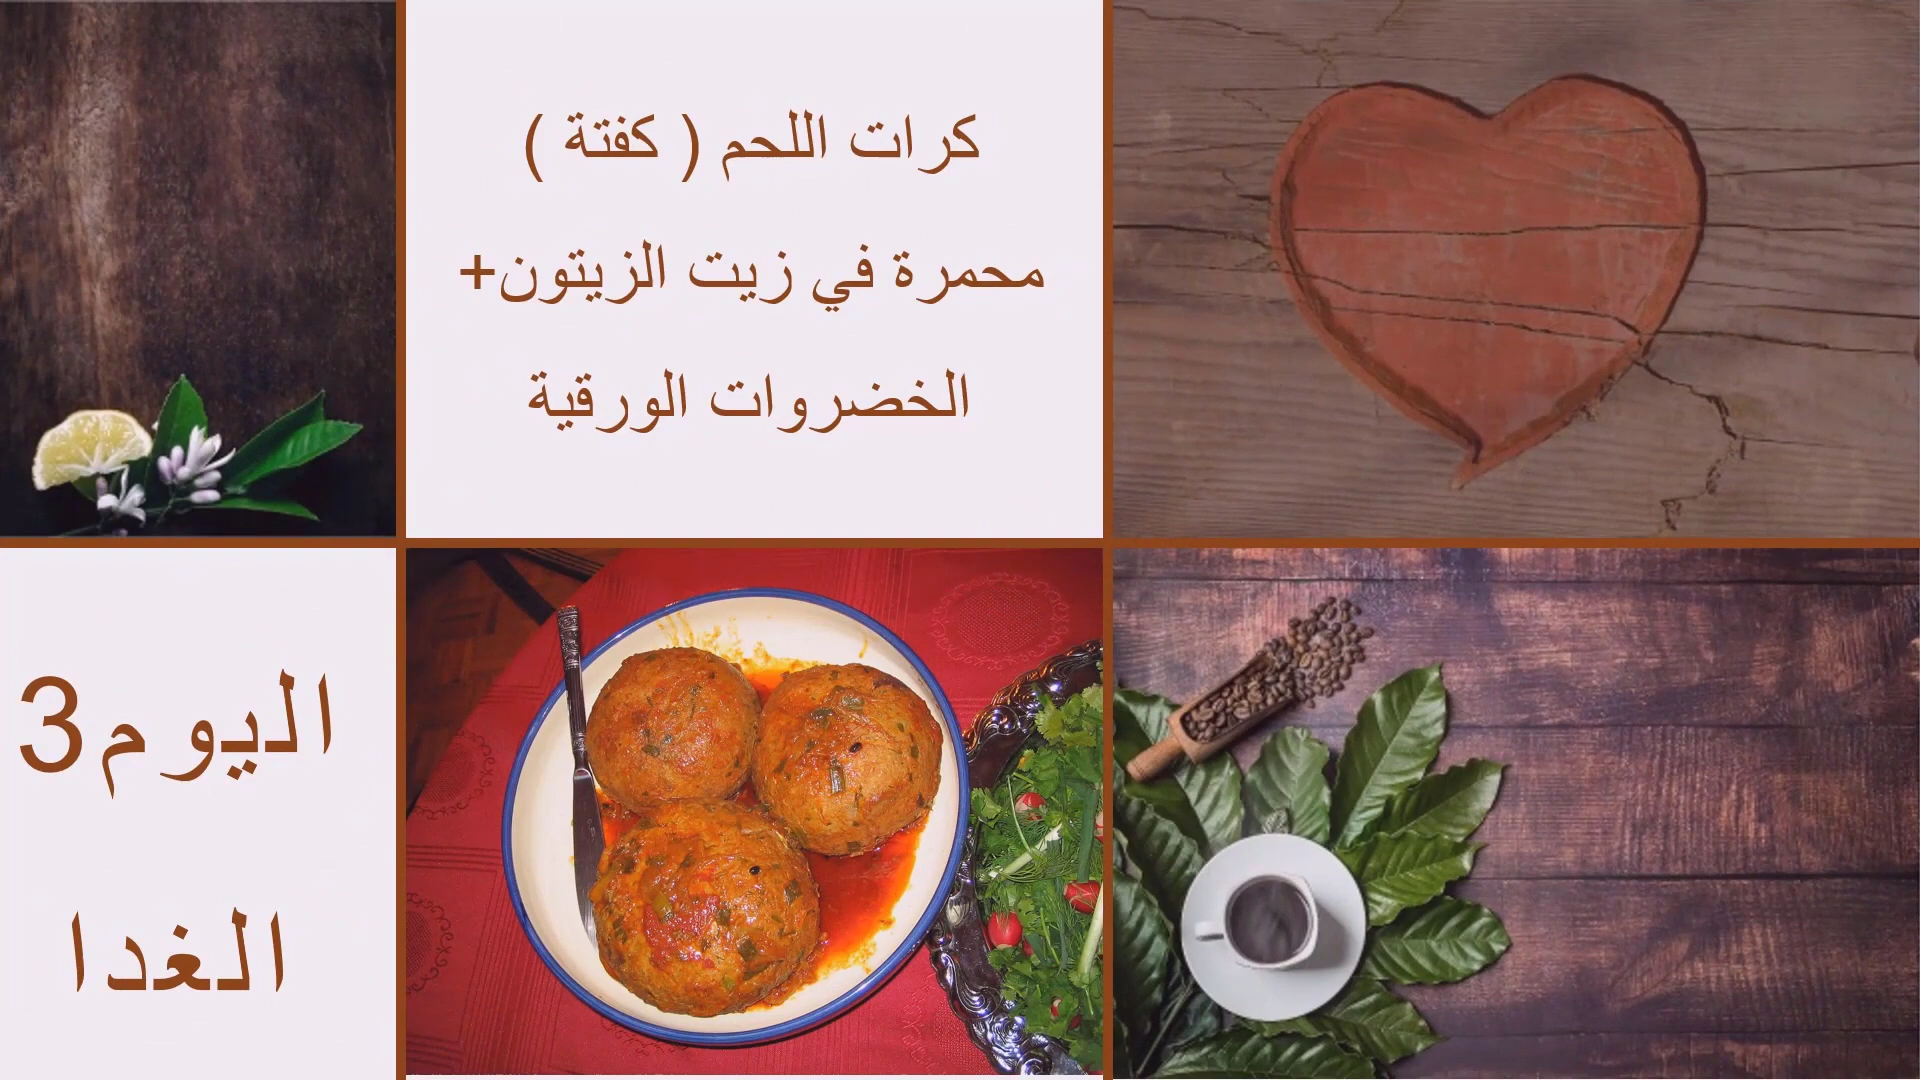 كرات اللحم ( كفتة )
محمرة في زيت الزيتون+
الخضروات الورقية
اليوم3
الغدا